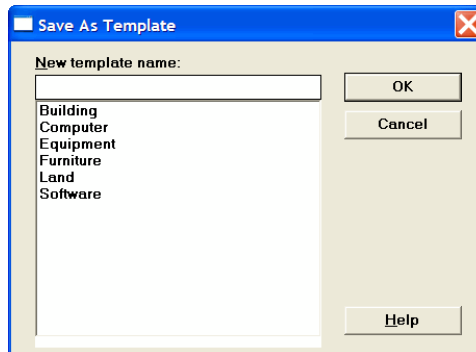 Save As Template
New template name:
OK
Building
Computer
Equipment
Furniture
Land
Software
Cancel
Help